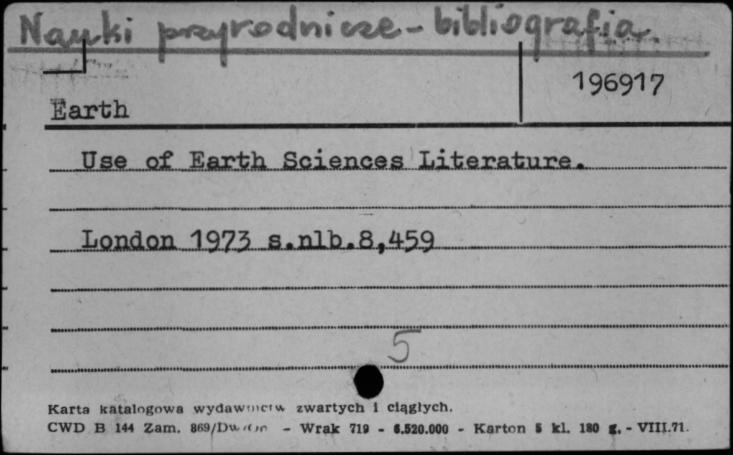 Nauki przyrodnicze - bibliografia.
196917
Earth
Use of Earth Sciences Literature.
London 1973 s.nlb.8,459
5
Karta katalogowa wydawnictw zwartych i ciągłych.
CWD B 144 Zam. 869/ - Wrak 719 - 6.520.000 - Karton 5 kl. 180 g. - VIII.71.